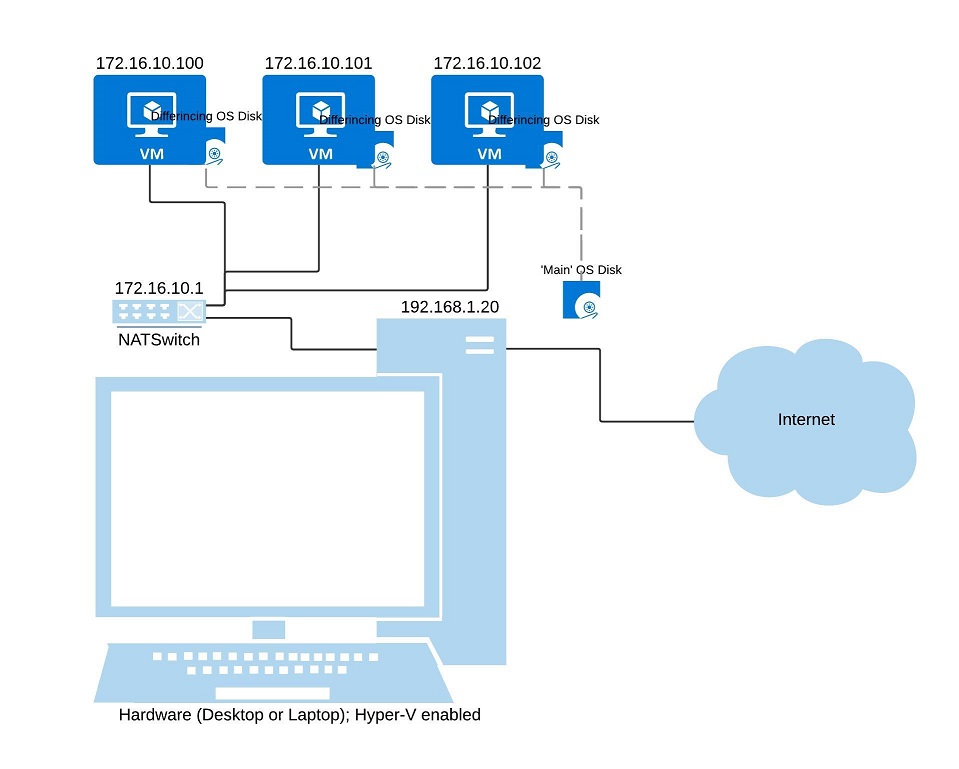 172.16.10.100
172.16.10.101
172.16.10.102
Differincing OS Disk
Differincing OS Disk
Differincing OS Disk
VM
VM
VM
'Main' OS Disk
172.16.10.1
192.168.1.20
NATSwitch
Internet
Hardware (Desktop or Laptop); Hyper-V enabled